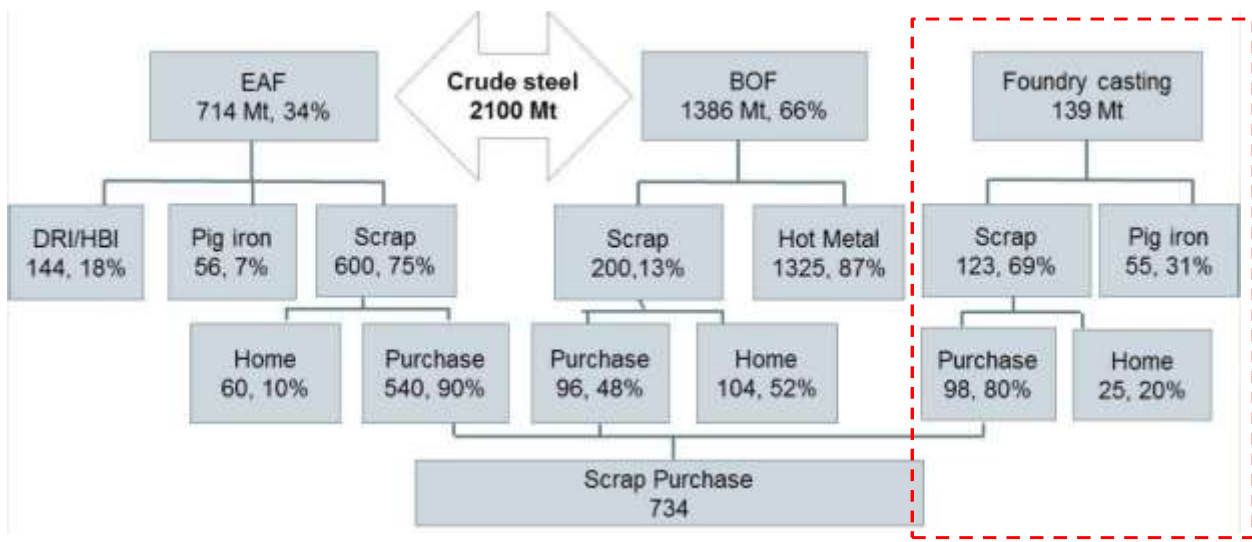 EAF
714 Mt, 34%
Crude steel
2100 Mt
BOF
1386 Mt, 66%
Foundry casting
139 Mt
DRI/HBI
144, 18%
Pig iron
56, 7%
Scrap
600, 75%
Scrap
200,13%
Hot Metal
1325, 87%
Scrap
123, 69%
Pig iron
55, 31%
Home
60, 10%
Purchase
540, 90%
Purchase
96, 48%
Home
104, 52%
Purchase
98, 80%
Home
25, 20%
Scrap Purchase
734